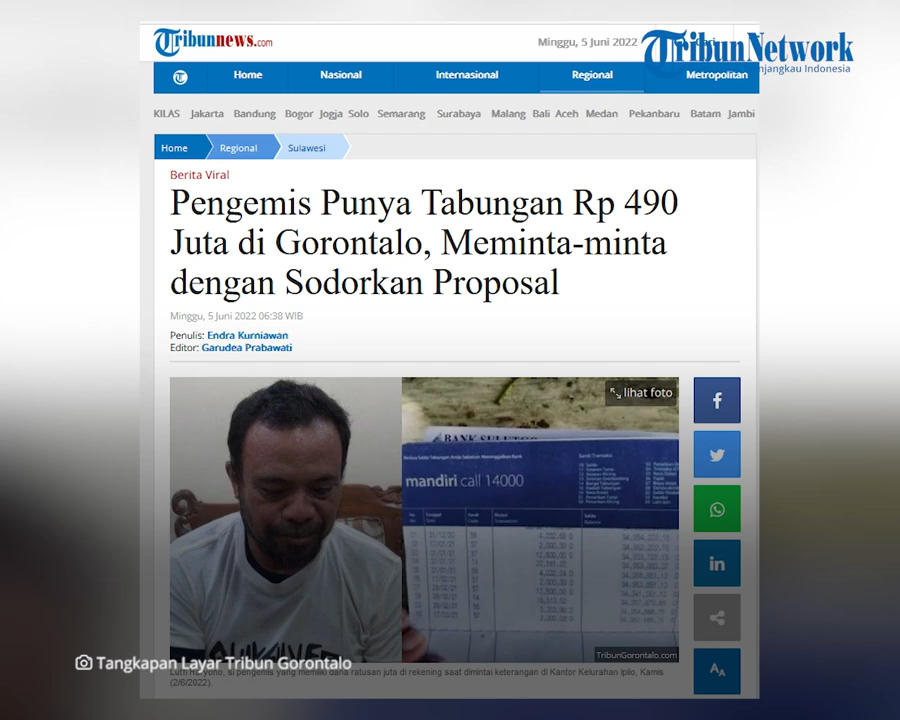 Tribunnews.com
Minggu, 5 Juni 2022
TribunNetwork
njangkau Indonesia
Home Nasional Internasional Regional Metropolitan
KILAS Jakarta Bandung Bogor Jogja Solo Semarang Surabaya Malang Bali Aceh Medan Pekanbaru Batam Jambi
Home Regional Sulawesi
Berita Viral
Pengemis Punya Tabungan Rp 490
Juta di Gorontalo, Meminta-minta
dengan Sodorkan Proposal
Minggu, 5 Juni 2022 06:38 WIB
Penulis: Endra Kurniawan
Editor: Garudea Prabawati
lihat foto
mandiri call 14000
TribunGorontalo.com
Tangkapan Layar Tribun Gorontalo
si pengemis yang memiliki dana ratusan juta di rekening saat dimintai keterangan di Kantor Kelurahan Ipilo, Kamis
(2/6/2022).